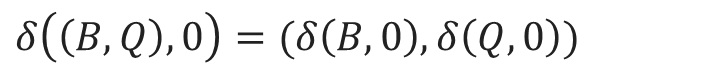 δ((B, Q), 0) = (δ(B, 0), δ(Q, 0))